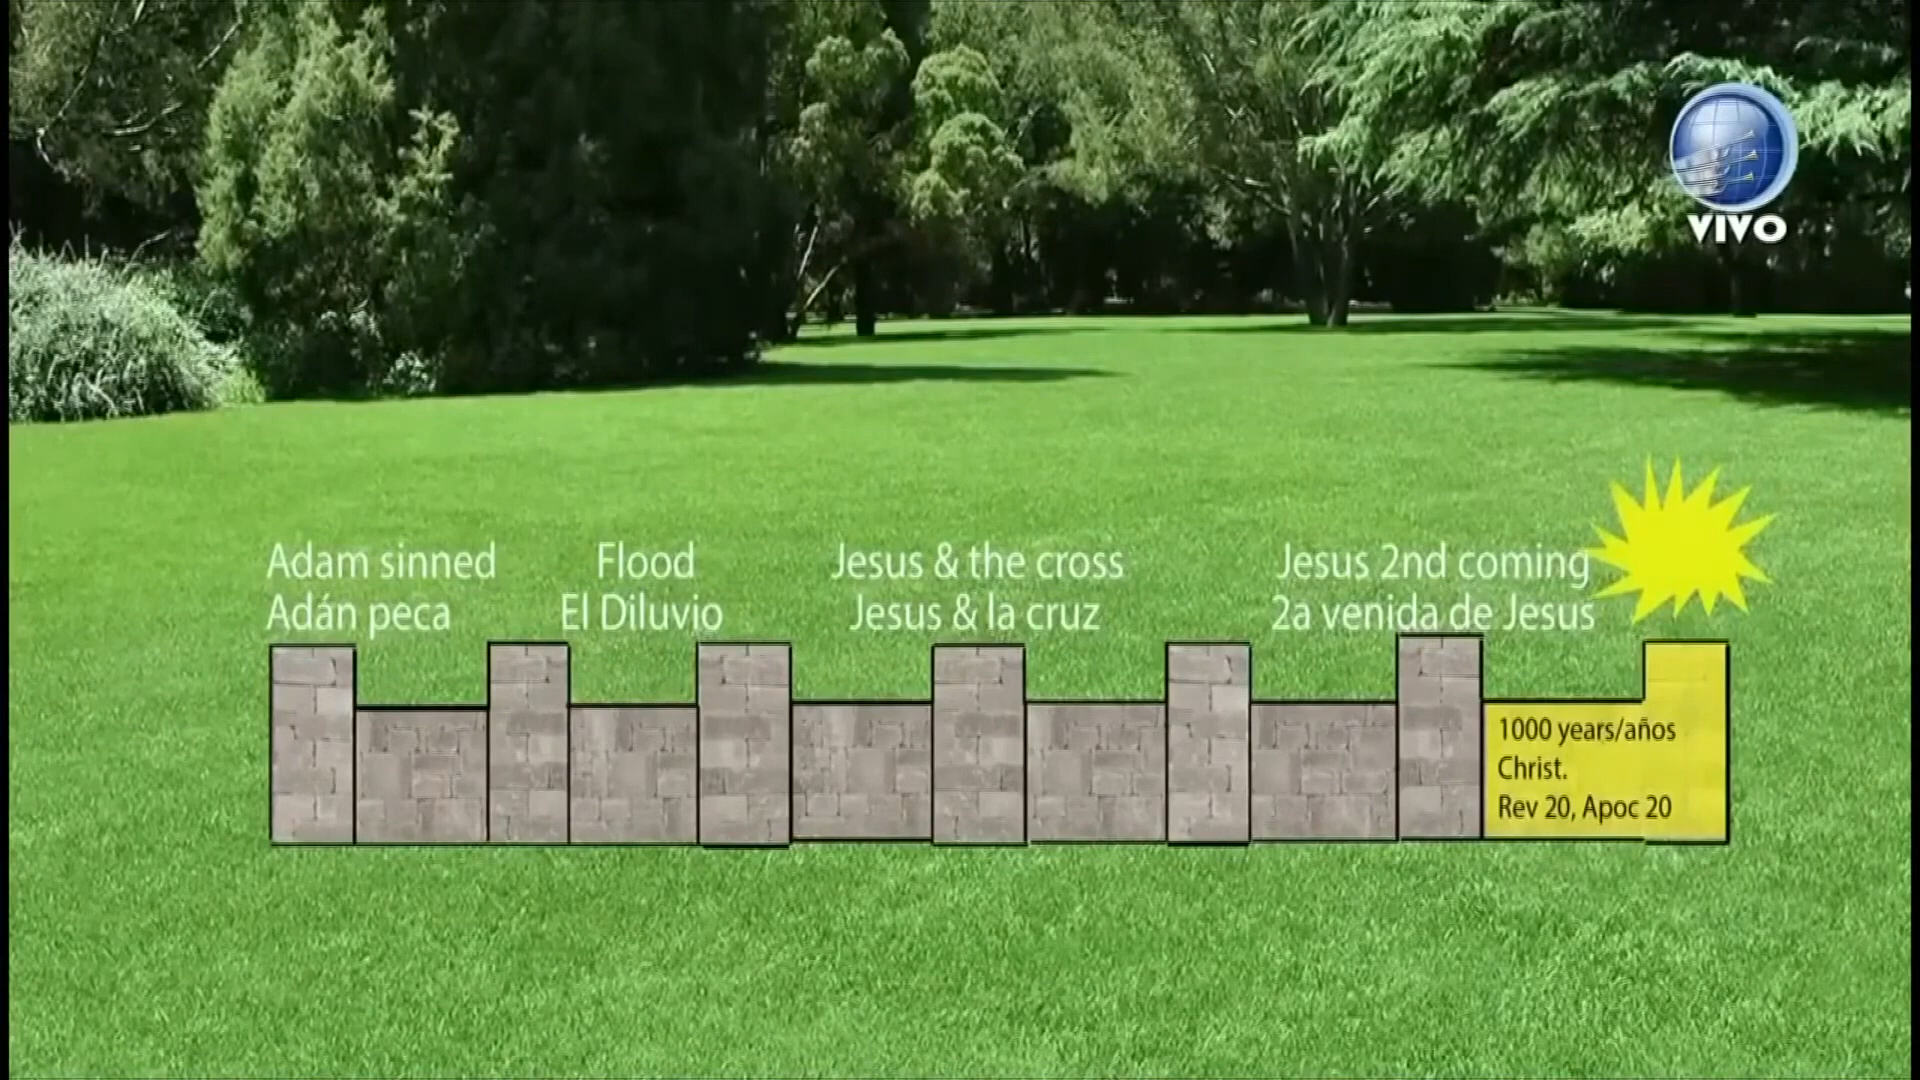 VIVO
Adam sinned
Adán peca
Flood
El Diluvio
Jesus & the cross
Jesus & la cruz
Jesus 2nd coming
2a venida de Jesus
1000 years/años
Christ.
Rev 20, Apoc 20